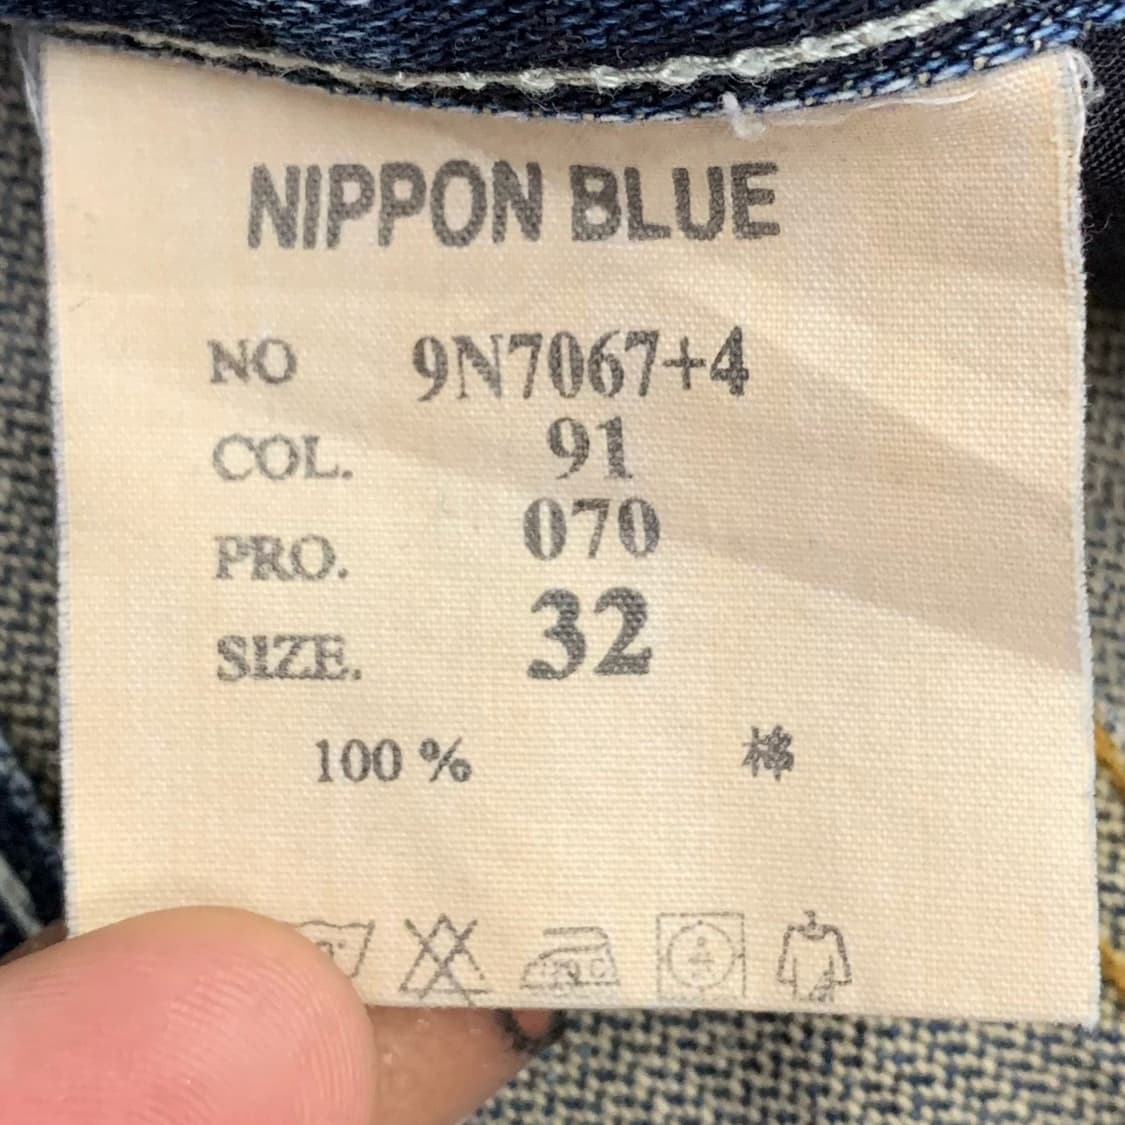 NIPPON BLUE
NO 9N7067+4
COL. 91
PRO. 070
SIZE. 32
100 % 棉